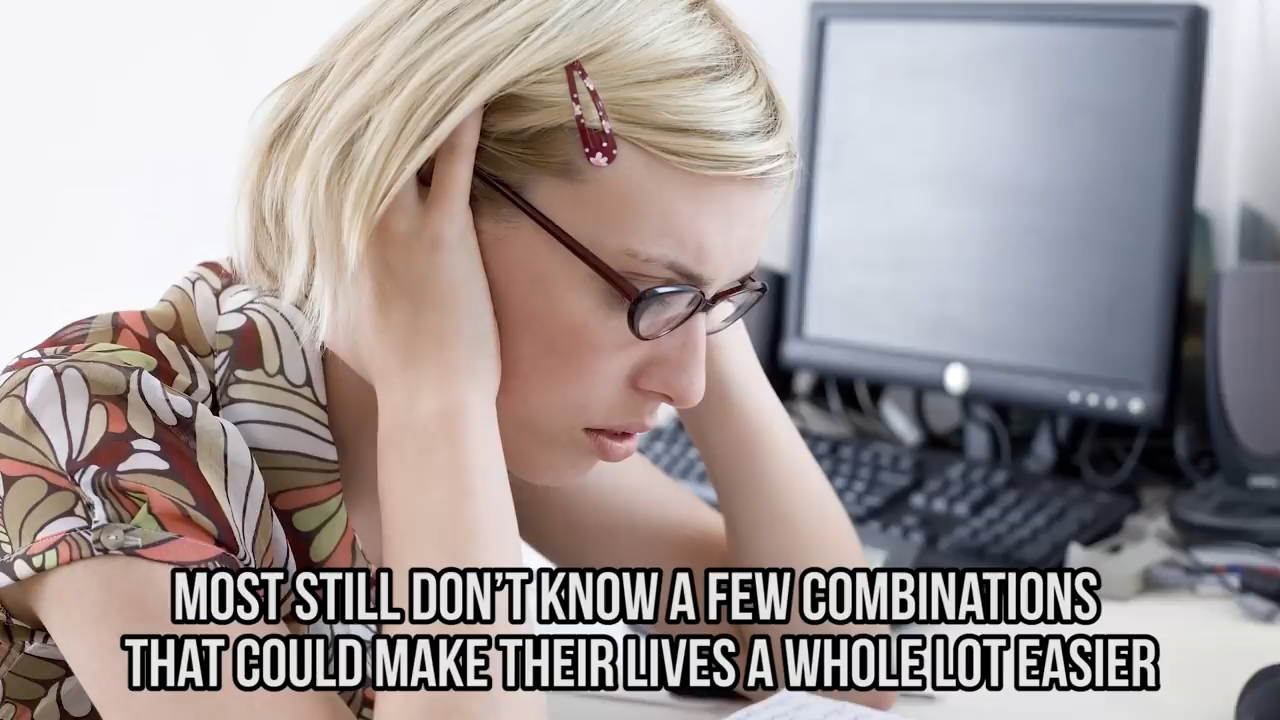 MOST STILL DON'T KNOW A FEW COMBINATIONS
THAT COULD MAKE THEIR LIVES A WHOLE LOT EASIER